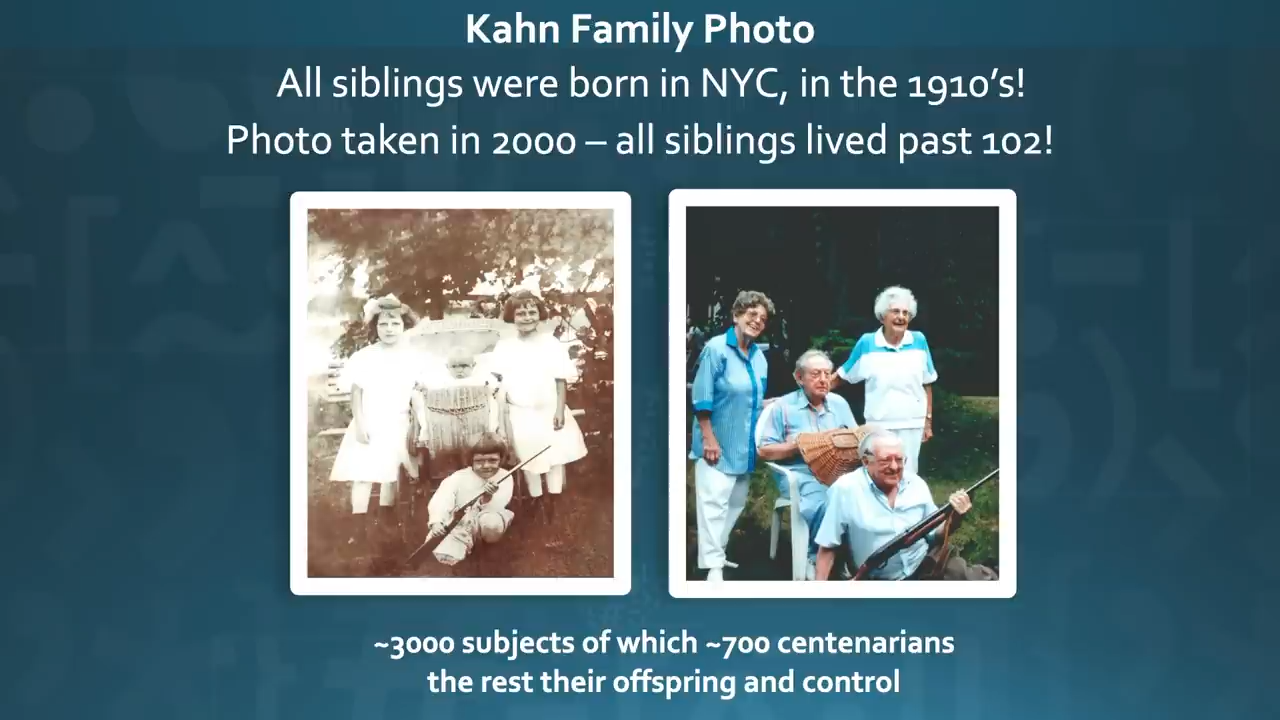 Kahn Family Photo
All siblings were born in NYC, in the 1910’s!
Photo taken in 2000 – all siblings lived past 102!
~3000 subjects of which ~700 centenarians
the rest their offspring and control